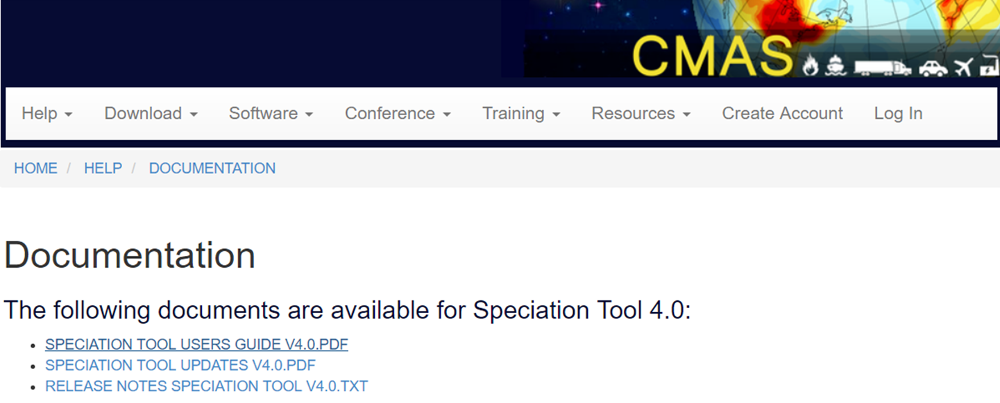 CMAS
Help Download Software Conference Training Resources Create Account Log In
HOME / HELP / DOCUMENTATION
Documentation
The following documents are available for Speciation Tool 4.0:
• SPECIATION TOOL USERS GUIDE V4.0.PDF
• SPECIATION TOOL UPDATES V4.0.PDF
• RELEASE NOTES SPECIATION TOOL V4.0.TXT